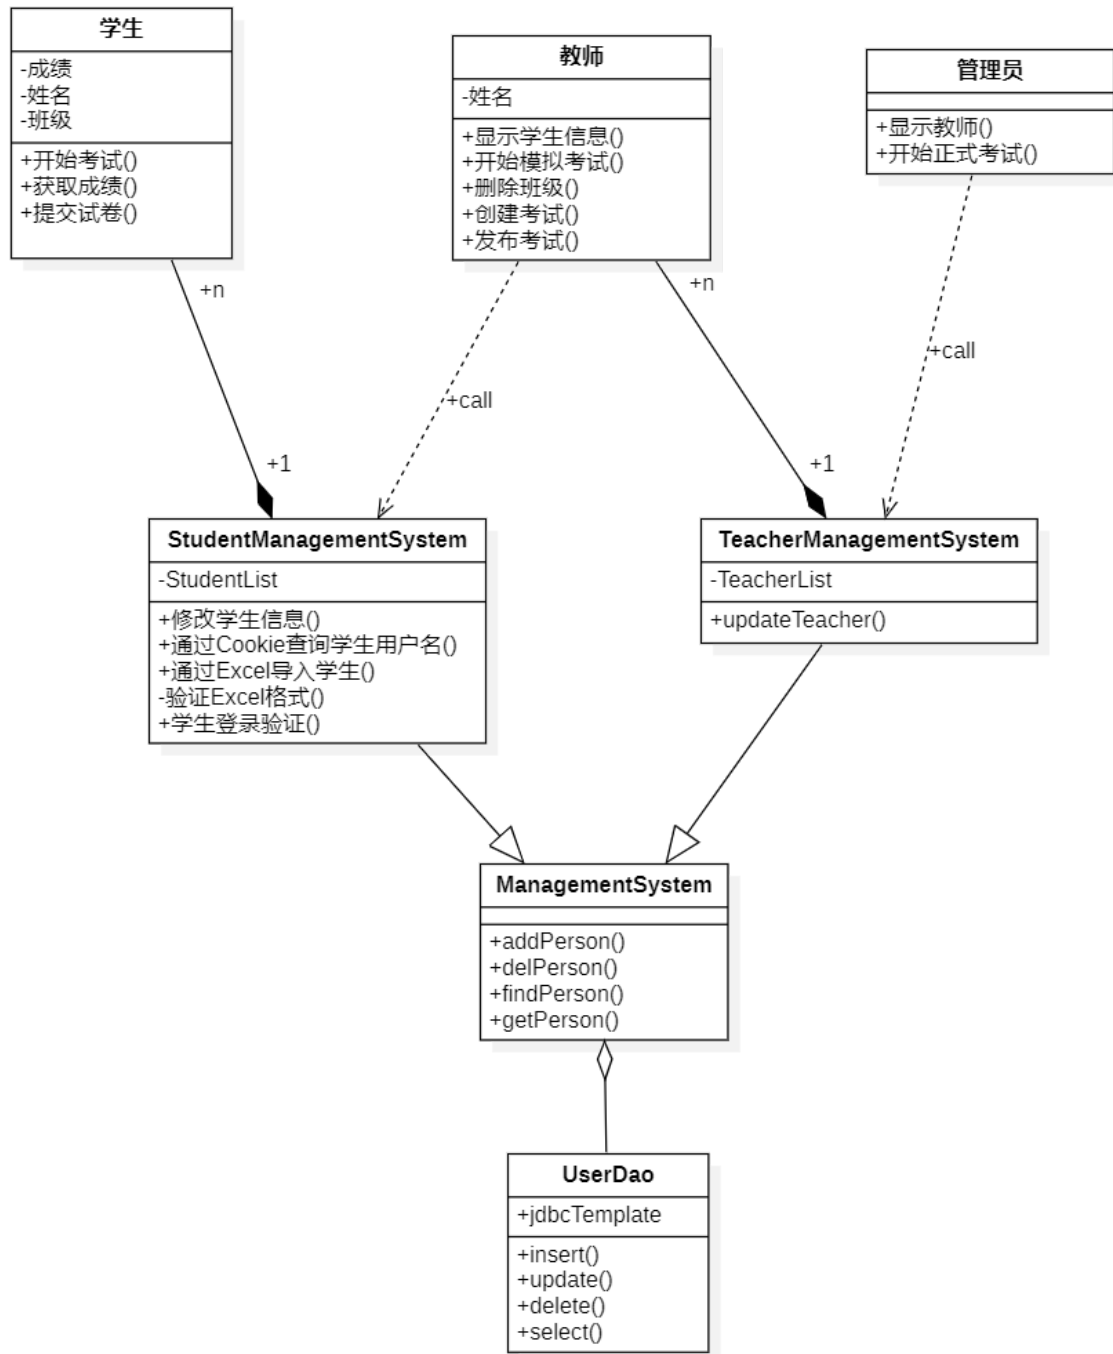 学生
-成绩
-姓名
-班级
+开始考试()
+获取成绩()
+提交试卷()
教师
-姓名
+显示学生信息()
+开始模拟考试()
+删除班级()
+创建考试()
+发布考试()
管理员
+显示教师()
+开始正式考试()
+n
+n
+call
+call
+1
+1
StudentManagementSystem
-StudentList
+修改学生信息()
+通过Cookie查询学生用户名()
+通过Excel导入学生()
-验证Excel格式()
+学生登录验证()
TeacherManagementSystem
-TeacherList
+updateTeacher()
ManagementSystem
+addPerson()
+delPerson()
+findPerson()
+getPerson()
UserDao
+jdbcTemplate
+insert()
+update()
+delete()
+select()